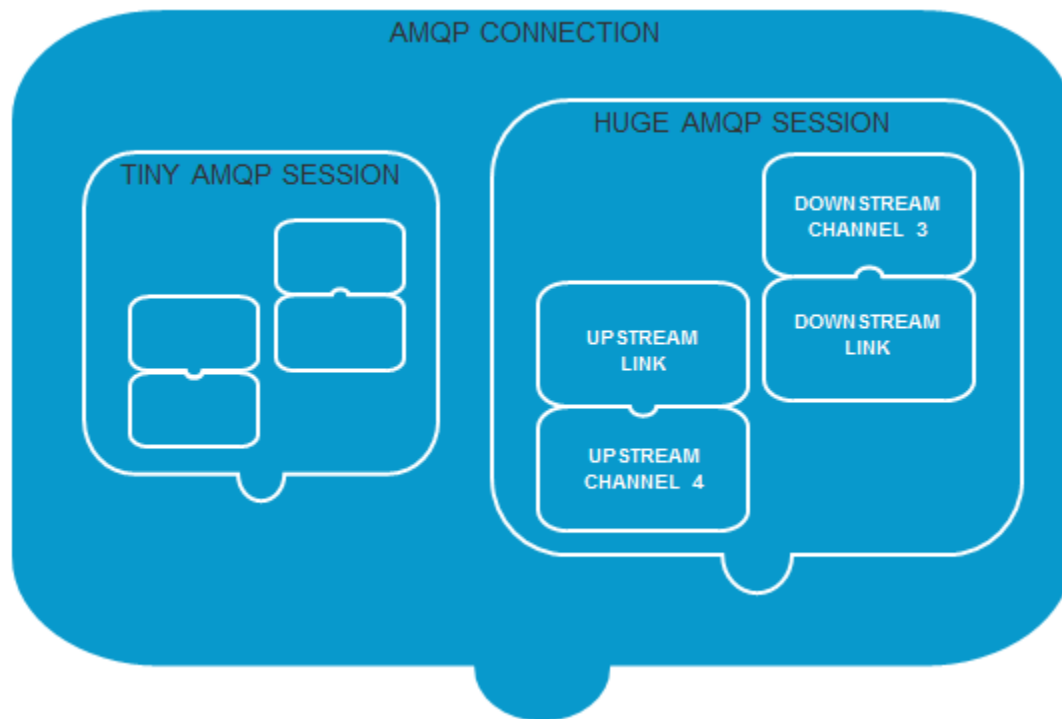 AMQP CONNECTION
TINY AMQP SESSION
HUGE AMQP SESSION
DOWNSTREAM
CHANNEL 3
DOWNSTREAM
LINK
UPSTREAM
LINK
UPSTREAM
CHANNEL 4